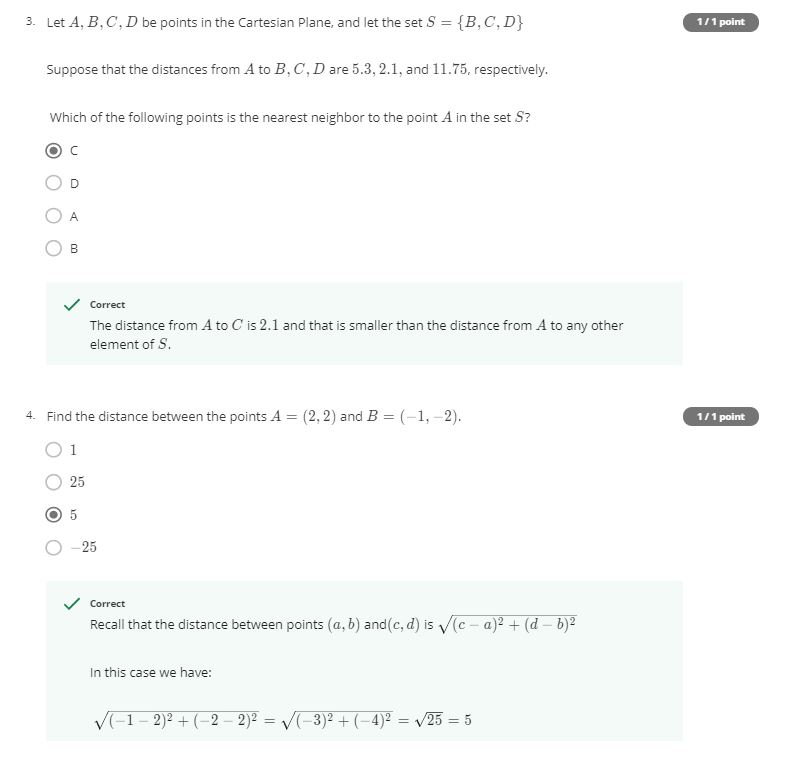 3. Let A, B, C, D be points in the Cartesian Plane, and let the set S = {B, C, D}
1 / 1 point
Suppose that the distances from A to B, C, D are 5.3, 2.1, and 11.75, respectively.
Which of the following points is the nearest neighbor to the point A in the set S?
C
D
A
B
Correct
The distance from A to C is 2.1 and that is smaller than the distance from A to any other
element of S.
4. Find the distance between the points A = (2, 2) and B = (−1, −2).
1 / 1 point
1
25
5
−25
Correct
Recall that the distance between points (a, b) and(c, d) is √(c − a)² + (d − b)²
In this case we have:
√(−1 − 2)² + (−2 − 2)² = √(−3)² + (−4)² = √25 = 5